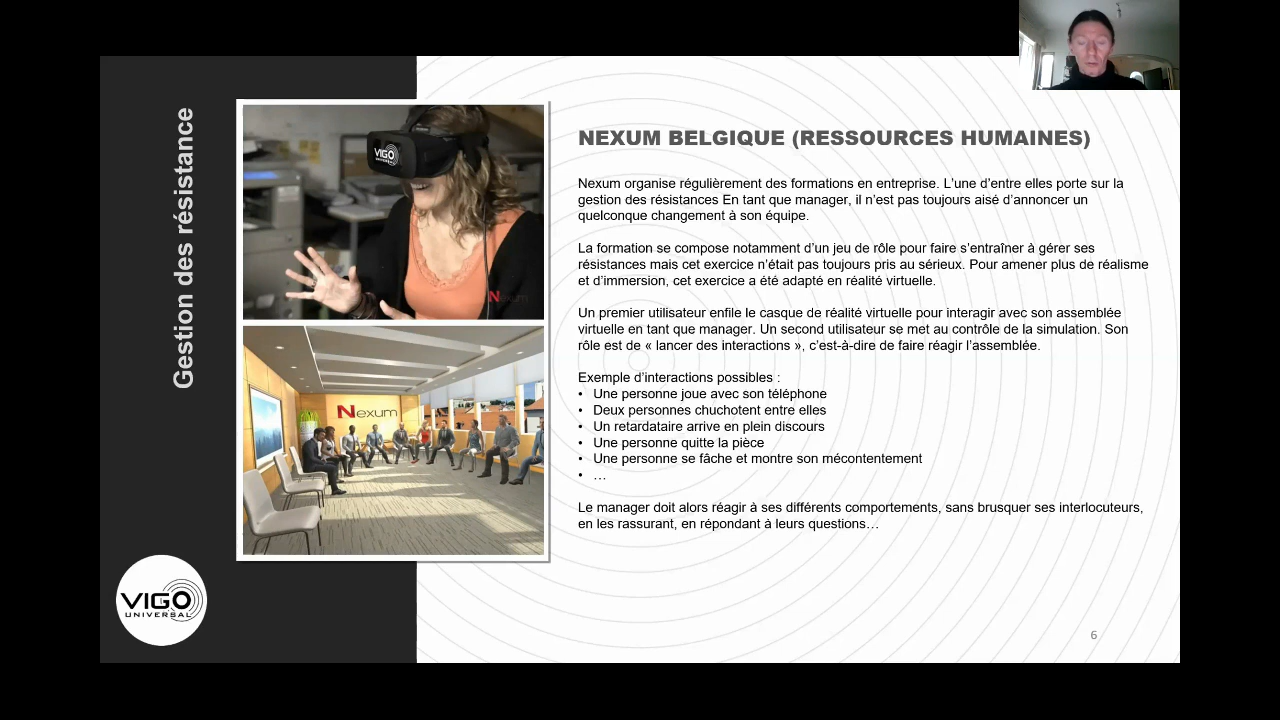 Gestion des résistance
VIGO
UNIVERSAL
Nexum
Nexum
VIGO
UNIVERSAL
NEXUM BELGIQUE (RESSOURCES HUMAINES)
Nexum organise régulièrement des formations en entreprise. L’une d’entre elles porte sur la
gestion des résistances En tant que manager, il n’est pas toujours aisé d’annoncer un
quelconque changement à son équipe.
La formation se compose notamment d’un jeu de rôle pour faire s’entraîner à gérer ses
résistances mais cet exercice n’était pas toujours pris au sérieux. Pour amener plus de réalisme
et d’immersion, cet exercice a été adapté en réalité virtuelle.
Un premier utilisateur enfile le casque de réalité virtuelle pour interagir avec son assemblée
virtuelle en tant que manager. Un second utilisateur se met au contrôle de la simulation. Son
rôle est de « lancer des interactions », c’est-à-dire de faire réagir l’assemblée.
Exemple d’interactions possibles :
• Une personne joue avec son téléphone
• Deux personnes chuchotent entre elles
• Un retardataire arrive en plein discours
• Une personne quitte la pièce
• Une personne se fâche et montre son mécontentement
• …
Le manager doit alors réagir à ses différents comportements, sans brusquer ses interlocuteurs,
en les rassurant, en répondant à leurs questions…
6